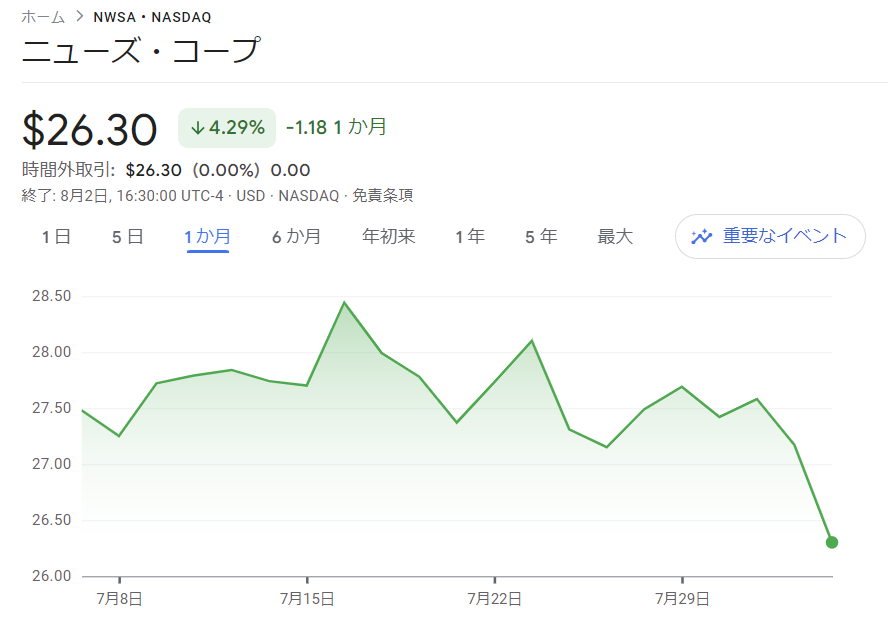 ホーム > NWSA • NASDAQ
ニューズ・コープ
$26.30 ↓4.29% -1.18 1 か月
時間外取引: $26.30 (0.00%) 0.00
終了: 8月2日, 16:30:00 UTC-4 · USD · NASDAQ · 免責条項
1 日 5 日 1 か月 6 か月 年初来 1 年 5 年 最大 重要なイベント
28.50
28.00
27.50
27.00
26.50
26.00
7月8日 7月15日 7月22日 7月29日